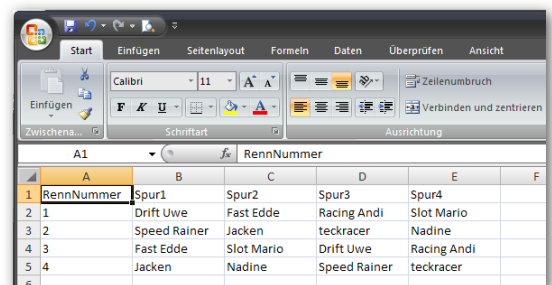 Start Einfügen Seitenlayout Formeln Daten Überprüfen Ansicht
Calibri 11 A A Zeilenumbruch
Einfügen F K U A Verbinden und zentrieren
Zwischena... Schriftart Ausrichtung
A1 fx RennNummer
A B C D E F
1 RennNummer Spur1 Spur2 Spur3 Spur4
2 1 Drift Uwe Fast Edde Racing Andi Slot Mario
3 2 Speed Rainer Jacken teckracer Nadine
4 3 Fast Edde Slot Mario Drift Uwe Racing Andi
5 4 Jacken Nadine Speed Rainer teckracer